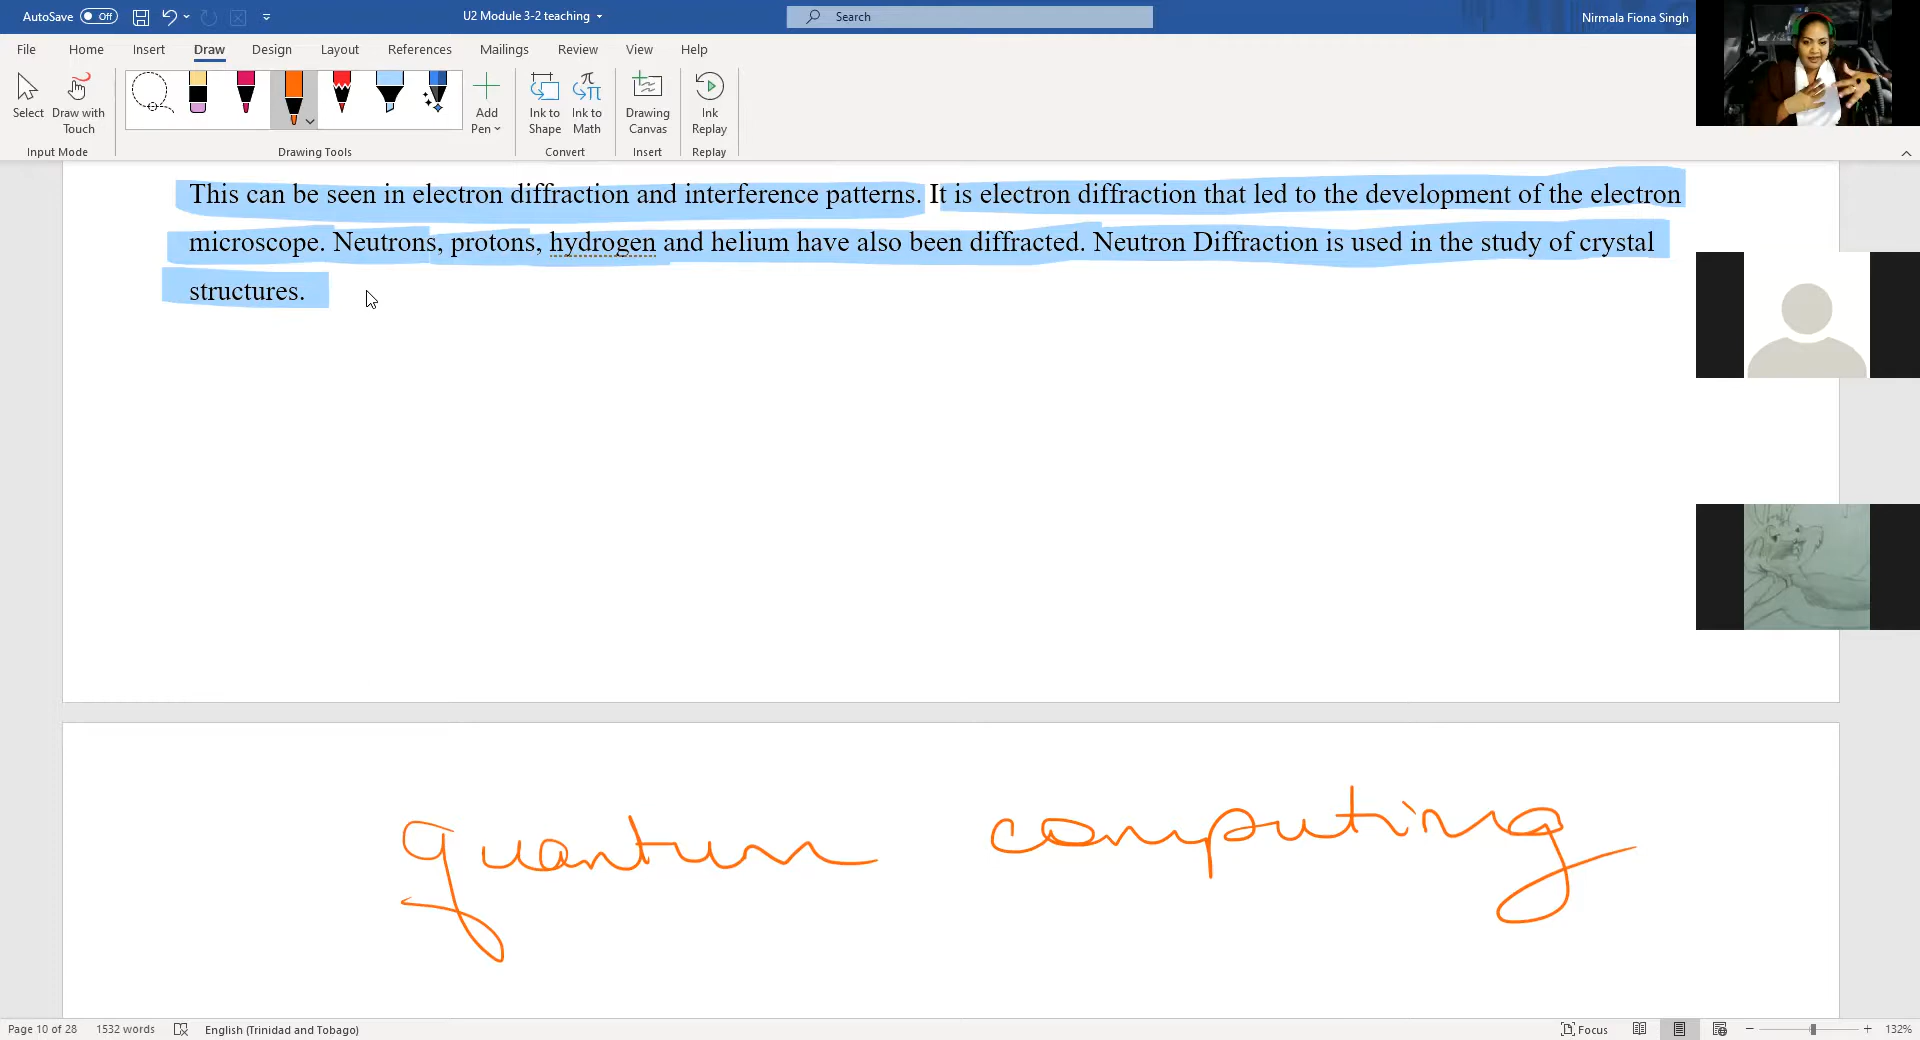 AutoSave Off U2 Module 3-2 teaching Search Nirmala Fiona Singh
File Home Insert Draw Design Layout References Mailings Review View Help
Select Draw with Touch Add Pen Ink to Shape Ink to Math Drawing Canvas Ink Replay
Input Mode Drawing Tools Convert Insert Replay
This can be seen in electron diffraction and interference patterns. It is electron diffraction that led to the development of the electron
microscope. Neutrons, protons, hydrogen and helium have also been diffracted. Neutron Diffraction is used in the study of crystal
structures.
quantum computing
Page 10 of 28 1532 words English (Trinidad and Tobago) Focus 132%